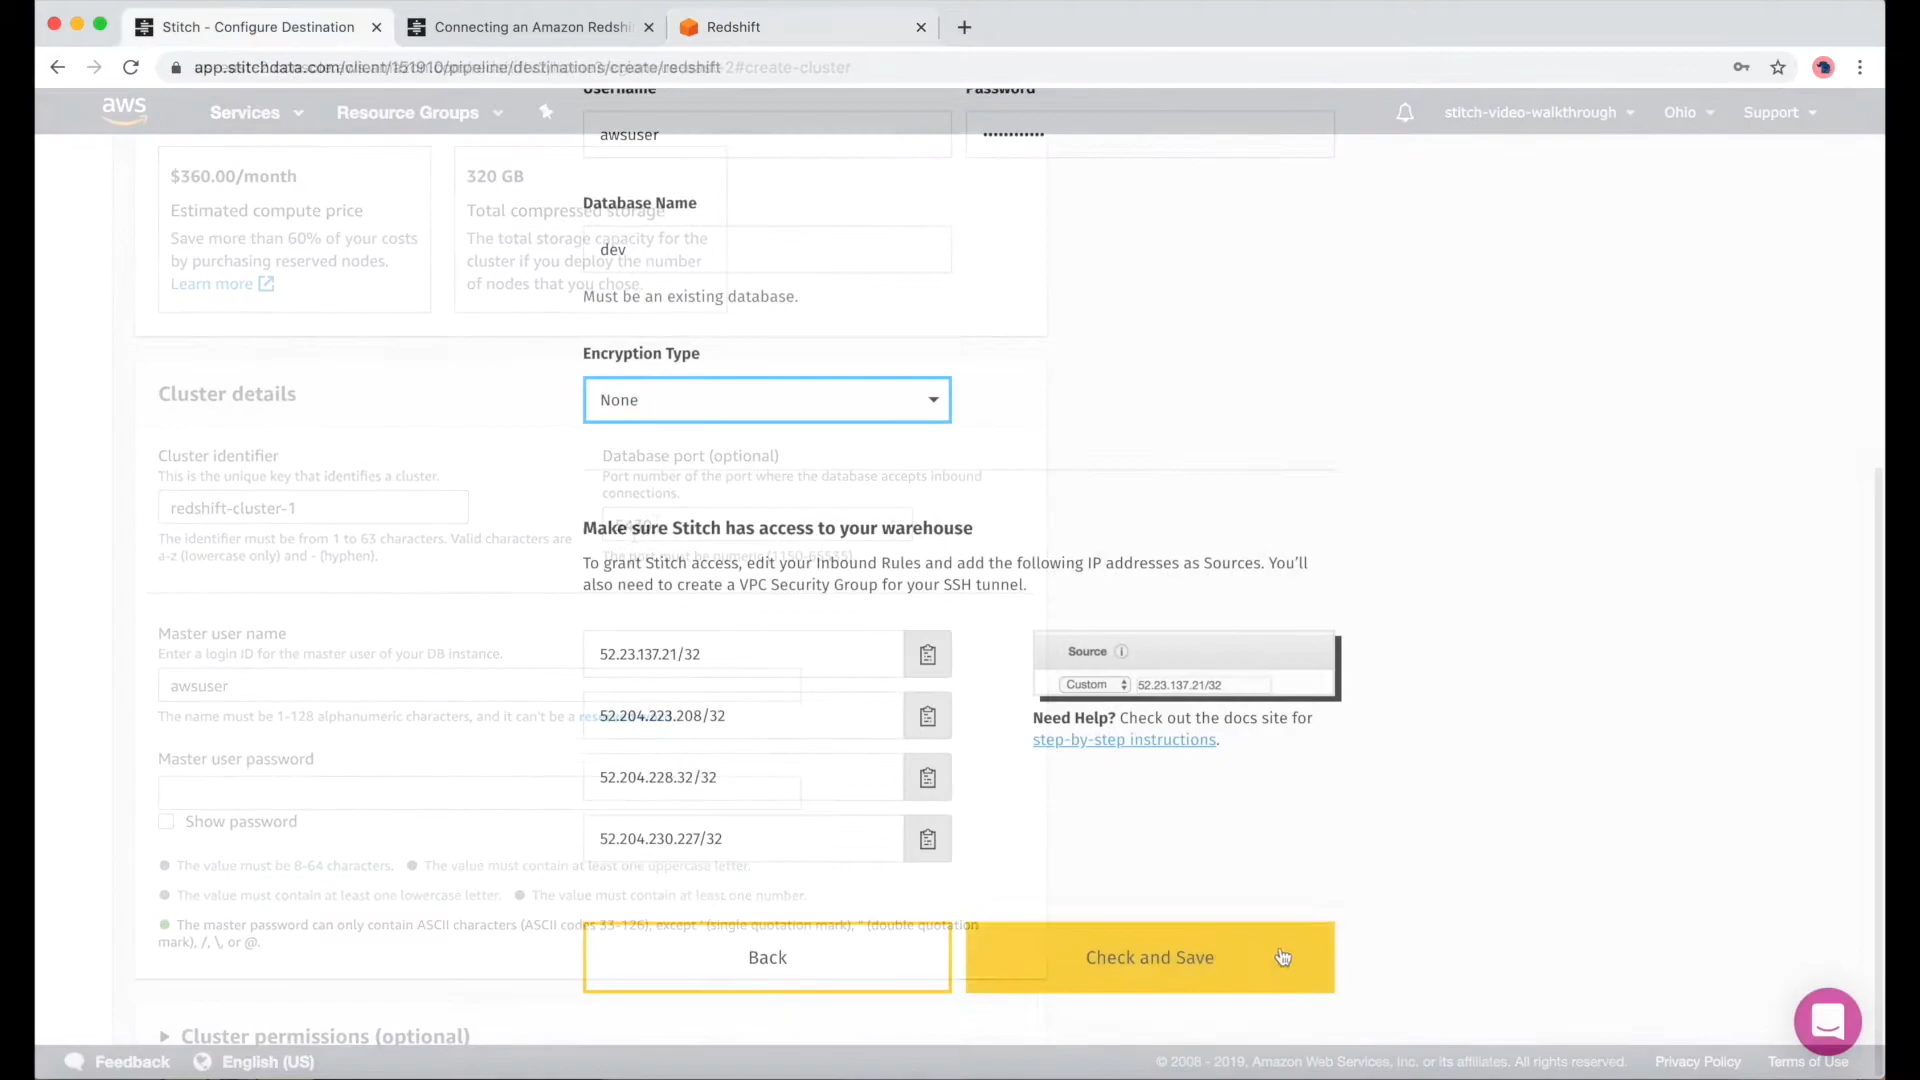 Stitch - Configure Destination
Connecting an Amazon Redshi
Redshift
app.stitchdata.com/client/151910/pipeline/destinations/create/redshift
2#create-cluster
aws
Services
Resource Groups
stitch-video-walkthrough
Ohio
Support
Username
Password
awsuser
••••••••••••
$360.00/month
Estimated compute price
Save more than 60% of your costs
by purchasing reserved nodes.
Learn more
320 GB
Total compressed storage
The total storage capacity for the
cluster if you deploy the number
of nodes that you chose.
Database Name
dev
Must be an existing database.
Encryption Type
None
Cluster details
Cluster identifier
This is the unique key that identifies a cluster.
redshift-cluster-1
The identifier must be from 1 to 63 characters. Valid characters are
a-z (lowercase only) and - (hyphen).
Database port (optional)
Port number of the port where the database accepts inbound
connections.
The port must be numeric (1150-65535).
Make sure Stitch has access to your warehouse
To grant Stitch access, edit your Inbound Rules and add the following IP addresses as Sources. You’ll
also need to create a VPC Security Group for your SSH tunnel.
Master user name
Enter a login ID for the master user of your DB instance.
awsuser
The name must be 1-128 alphanumeric characters, and it can't be a
Master user password
Show password
The value must be 8-64 characters.
The value must contain at least one uppercase letter.
The value must contain at least one lowercase letter.
The value must contain at least one number.
The master password can only contain ASCII characters (ASCII codes 33-126), except ' (single quotation mark), " (double quotation
mark), /, \, or @.
52.23.137.21/32
52.204.223.208/32
52.204.228.32/32
52.204.230.227/32
Source
Custom
52.23.137.21/32
Need Help? Check out the docs site for
step-by-step instructions.
Back
Check and Save
Cluster permissions (optional)
Feedback
English (US)
© 2008 - 2019, Amazon Web Services, Inc. or its affiliates. All rights reserved.
Privacy Policy
Terms of Use